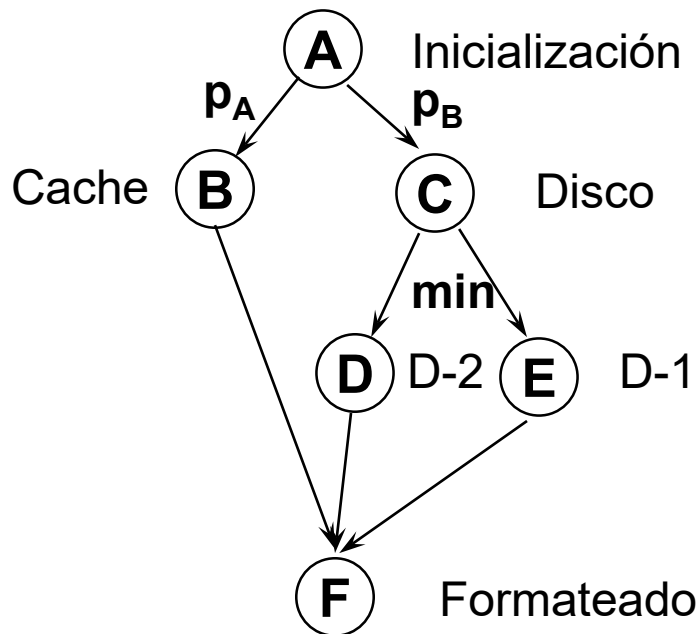 A Inicialización
pA pB
Cache B C Disco
min
D D-2 E D-1
F Formateado